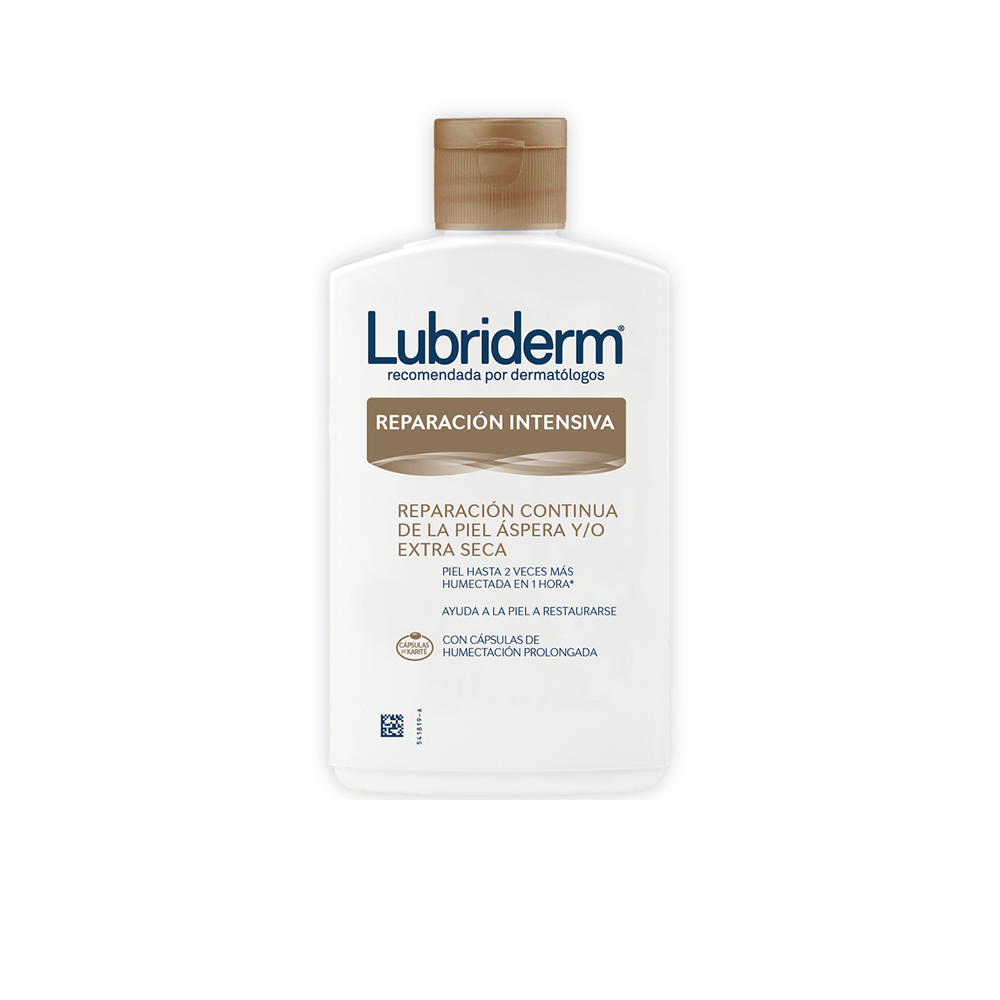 Lubriderm®
recomendada por dermatólogos
REPARACIÓN INTENSIVA
REPARACIÓN CONTINUA
DE LA PIEL ÁSPERA Y/O
EXTRA SECA
PIEL HASTA 2 VECES MÁS
HUMECTADA EN 1 HORA*
AYUDA A LA PIEL A RESTAURARSE
CÁPSULAS
DE KARITÉ
CON CÁPSULAS DE
HUMECTACIÓN PROLONGADA
541819-A